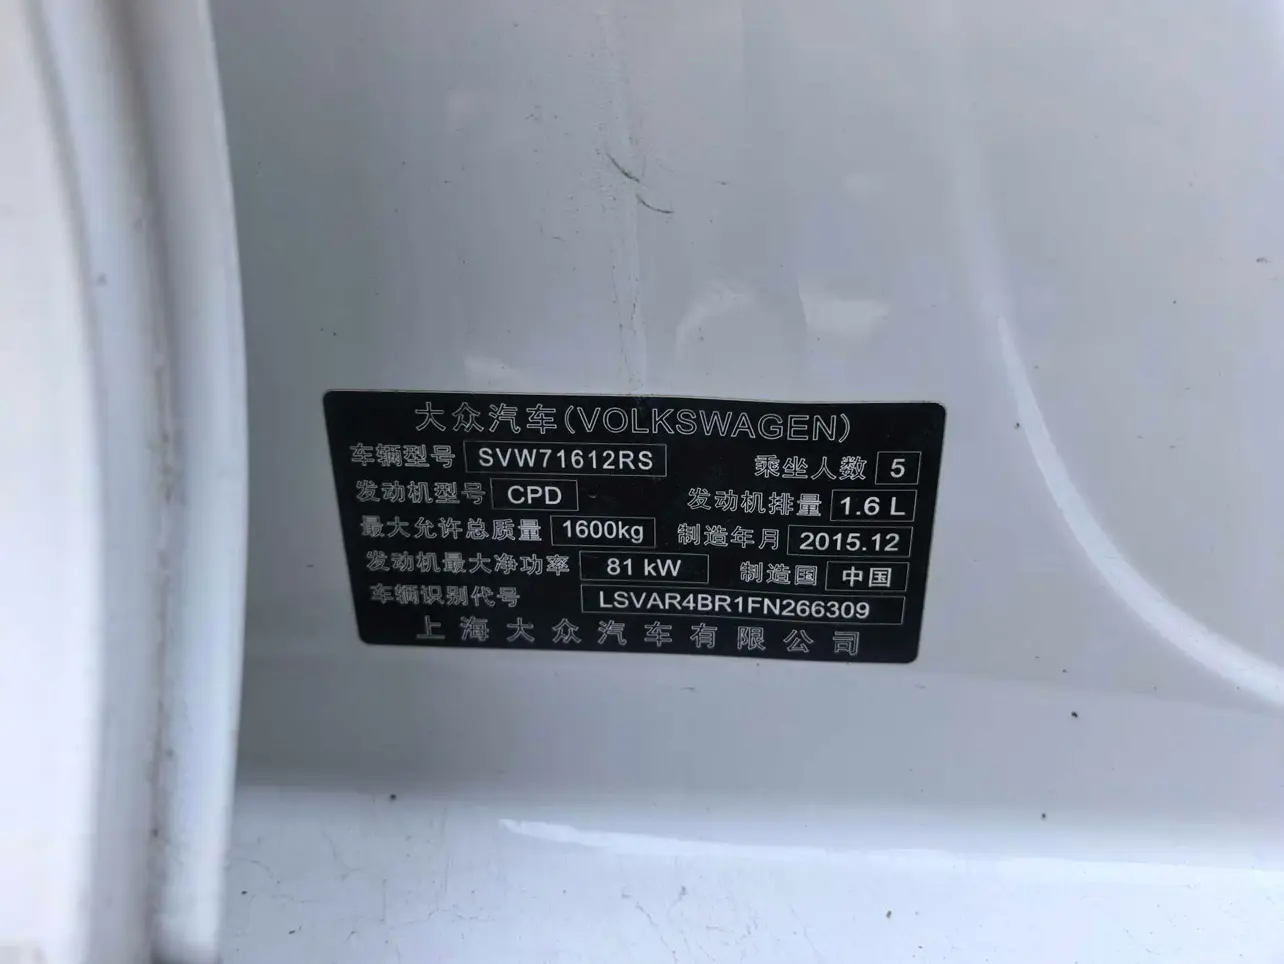 大众汽车(VOLKSWAGEN)
车辆型号 SVW71612RS 乘坐人数 5
发动机型号 CPD 发动机排量 1.6 L
最大允许总质量 1600kg 制造年月 2015.12
发动机最大净功率 81 kW 制造国 中国
车辆识别代号 LSVAR4BR1FN266309
上海大众汽车有限公司